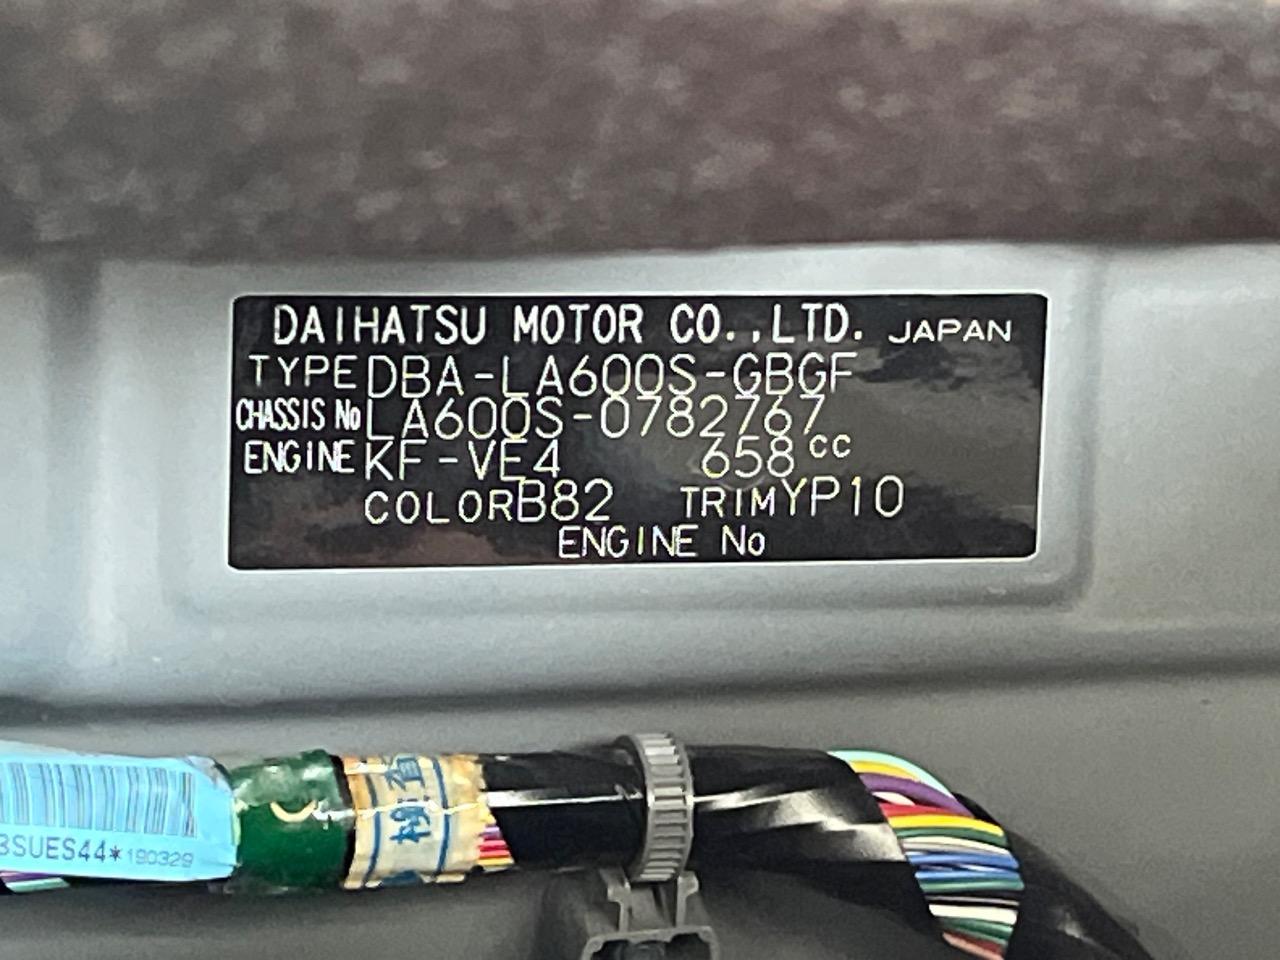 DAIHATSU MOTOR CO.,LTD. JAPAN
TYPE DBA-LA600S-GBGF
CHASSIS No LA600S-0782767
ENGINE KF-VE4 658cc
COLOR B82 TRIM YP10
ENGINE No
3SUES44*190329